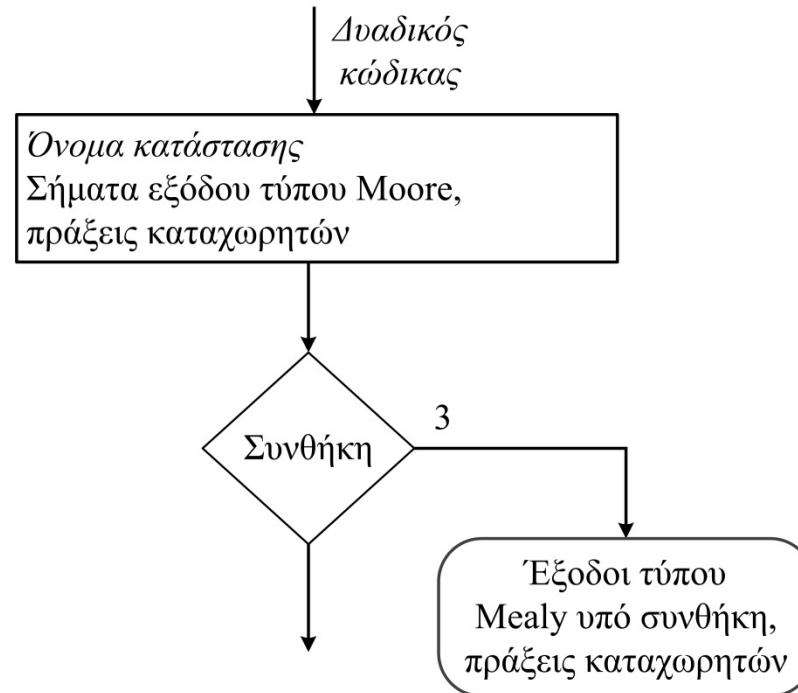 Δυαδικός
κώδικας
Όνομα κατάστασης
Σήματα εξόδου τύπου Moore,
πράξεις καταχωρητών
Συνθήκη
3
Έξοδοι τύπου
Mealy υπό συνθήκη,
πράξεις καταχωρητών